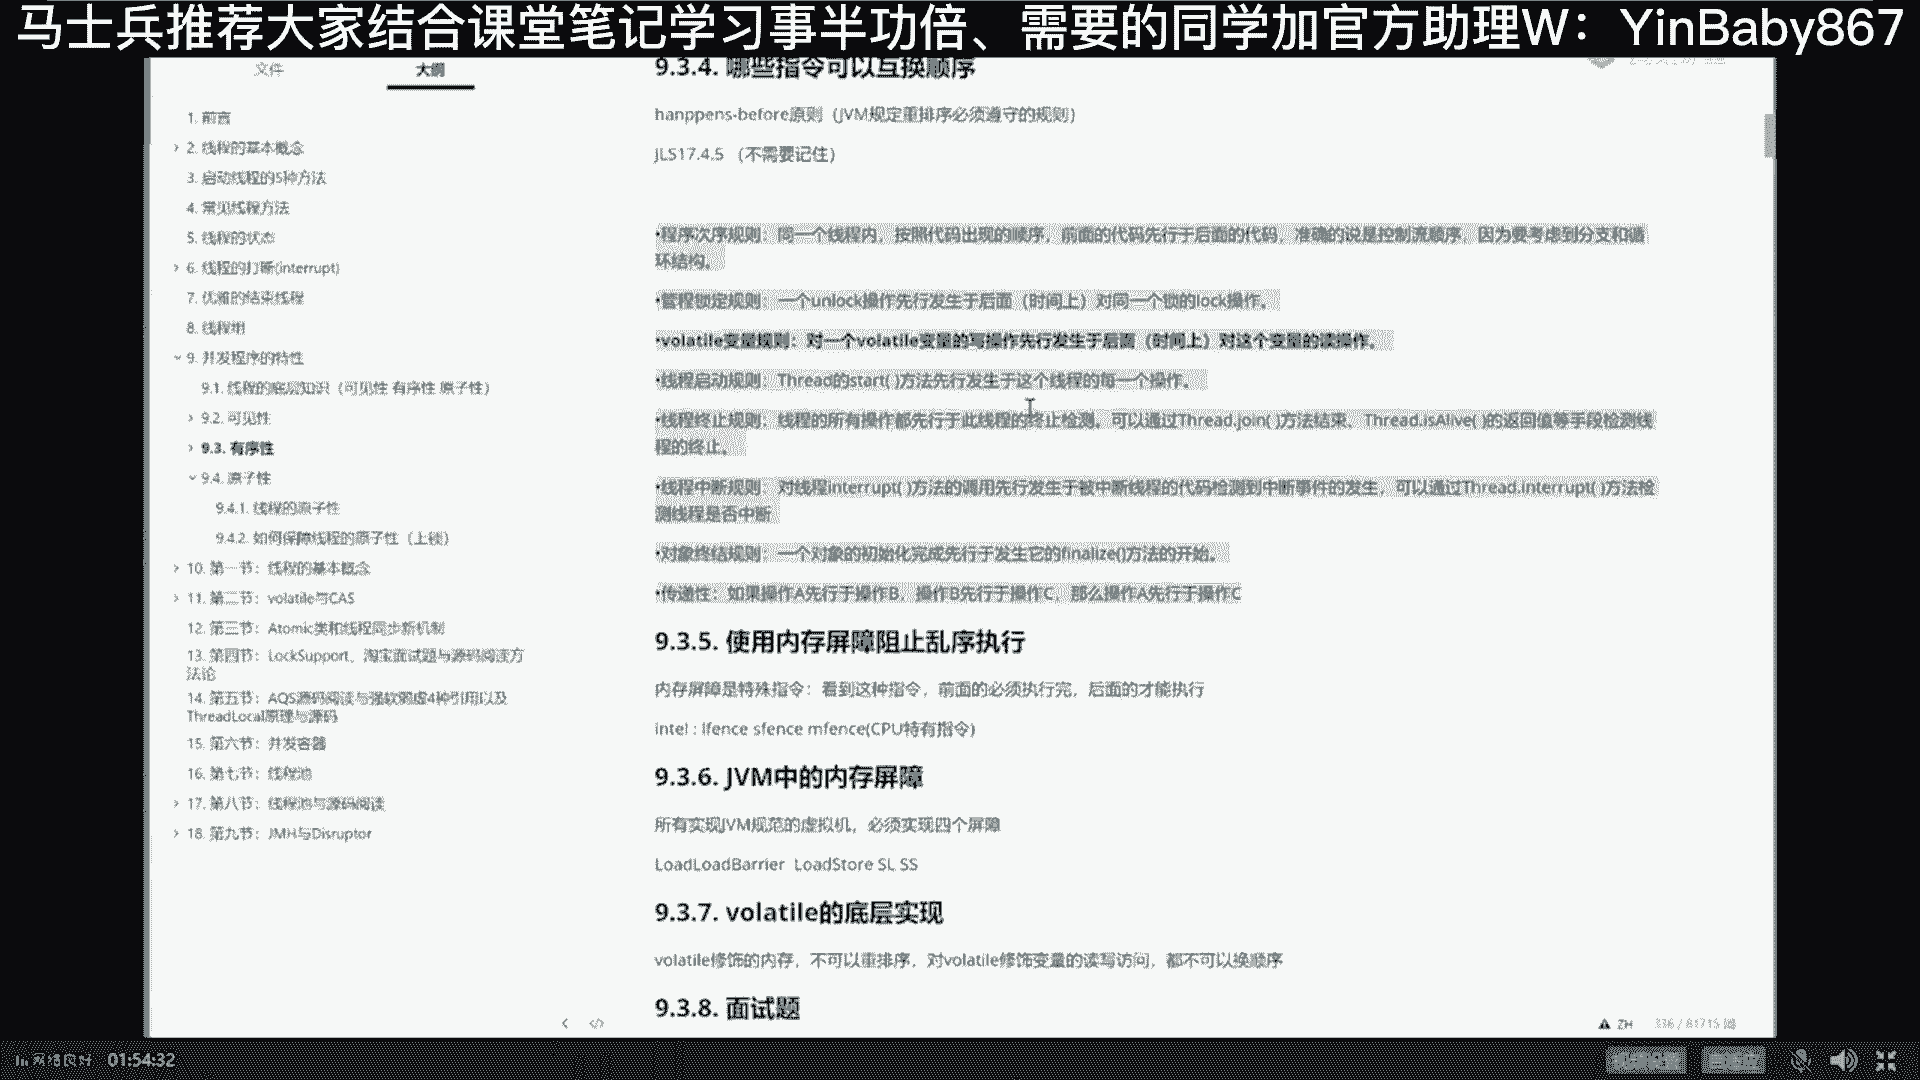 马士兵推荐大家结合课堂笔记学习事半功倍、需要的同学加官方助理W：YinBaby867
文件
大纲
1. 前言
2. 线程的基本概念
3. 启动线程的5种方法
4. 常见线程方法
5. 线程的状态
6. 线程的打断(interrupt)
7. 优雅的结束线程
8. 线程组
9. 并发程序的特性
9.1. 线程的底层知识（可见性 有序性 原子性）
9.2. 可见性
9.3. 有序性
9.4. 原子性
9.4.1. 线程的原子性
9.4.2. 如何保障线程的原子性（上锁）
10. 第一节：线程的基本概念
11. 第二节：volatile与CAS
12. 第三节：Atomic类和线程同步新机制
13. 第四节：LockSupport、淘宝面试题与源码阅读方
法论
14. 第五节：AQS源码阅读与强软弱虚4种引用以及
ThreadLocal原理与源码
15. 第六节：并发容器
16. 第七节：线程池
17. 第八节：线程池与源码阅读
18. 第九节：JMH与Disruptor
9.3.4. 哪些指令可以互换顺序
hanppens-before原则（JVM规定重排序必须遵守的规则）
JLS17.4.5 （不需要记住）
•程序次序规则：同一个线程内，按照代码出现的顺序，前面的代码先行于后面的代码，准确的说是控制流顺序，因为要考虑到分支和循
环结构。
•管程锁定规则：一个unlock操作先行发生于后面（时间上）对同一个锁的lock操作。
•volatile变量规则：对一个volatile变量的写操作先行发生于后面（时间上）对这个变量的读操作。
•线程启动规则：Thread的start( )方法先行发生于这个线程的每一个操作。
•线程终止规则：线程的所有操作都先行于此线程的终止检测。可以通过Thread.join( )方法结束、Thread.isAlive( )的返回值等手段检测线
程的终止。
•线程中断规则：对线程interrupt( )方法的调用先行发生于被中断线程的代码检测到中断事件的发生，可以通过Thread.interrupt( )方法检
测线程是否中断
•对象终结规则：一个对象的初始化完成先行于发生它的finalize()方法的开始。
•传递性：如果操作A先行于操作B，操作B先行于操作C，那么操作A先行于操作C
9.3.5. 使用内存屏障阻止乱序执行
内存屏障是特殊指令：看到这种指令，前面的必须执行完，后面的才能执行
intel : lfence sfence mfence(CPU特有指令)
9.3.6. JVM中的内存屏障
所有实现JVM规范的虚拟机，必须实现四个屏障
LoadLoadBarrier LoadStore SL SS
9.3.7. volatile的底层实现
volatile修饰的内存，不可以重排序，对volatile修饰变量的读写访问，都不可以换顺序
9.3.8. 面试题
ZH
336 / 81715 词
网络良好 01:54:32